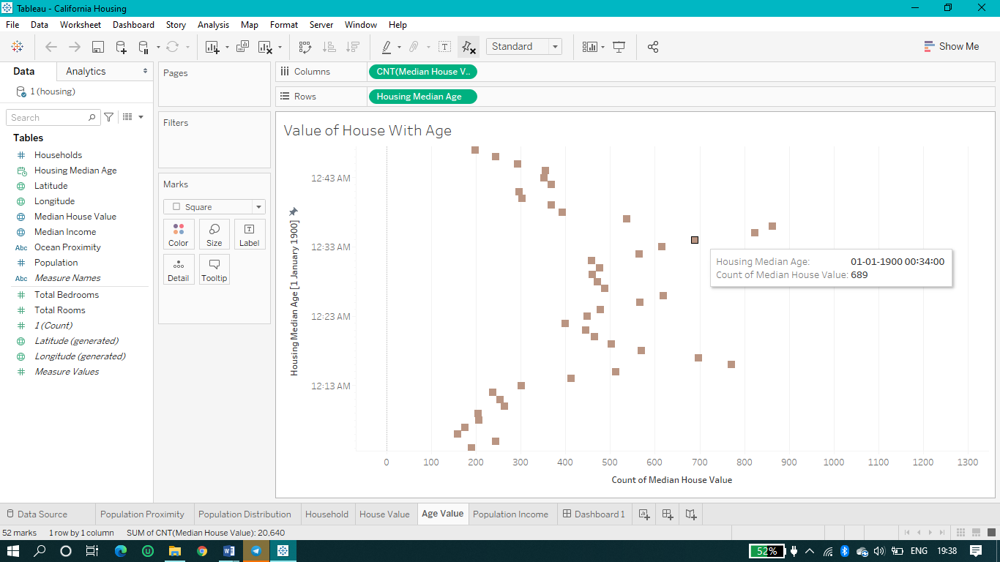 Tableau - California Housing
File Data Worksheet Dashboard Story Analysis Map Format Server Window Help
Standard
Show Me
Data Analytics
1 (housing)
Search
Tables
Households
Housing Median Age
Latitude
Longitude
Median House Value
Median Income
Abc Ocean Proximity
Population
Abc Measure Names
Total Bedrooms
Total Rooms
1 (Count)
Latitude (generated)
Longitude (generated)
Measure Values
Pages
Filters
Marks
Square
Color Size Label
Detail Tooltip
Columns CNT(Median House V..
Rows Housing Median Age
Value of House With Age
Housing Median Age [1 January 1900]
12:43 AM
12:33 AM
12:23 AM
12:13 AM
Housing Median Age: 01-01-1900 00:34:00
Count of Median House Value: 689
0 100 200 300 400 500 600 700 800 900 1000 1100 1200 1300
Count of Median House Value
Data Source Population Proximity Population Distribution Household House Value Age Value Population Income Dashboard 1
52 marks 1 row by 1 column SUM of CNT(Median House Value): 20,640
52% ENG 19:38